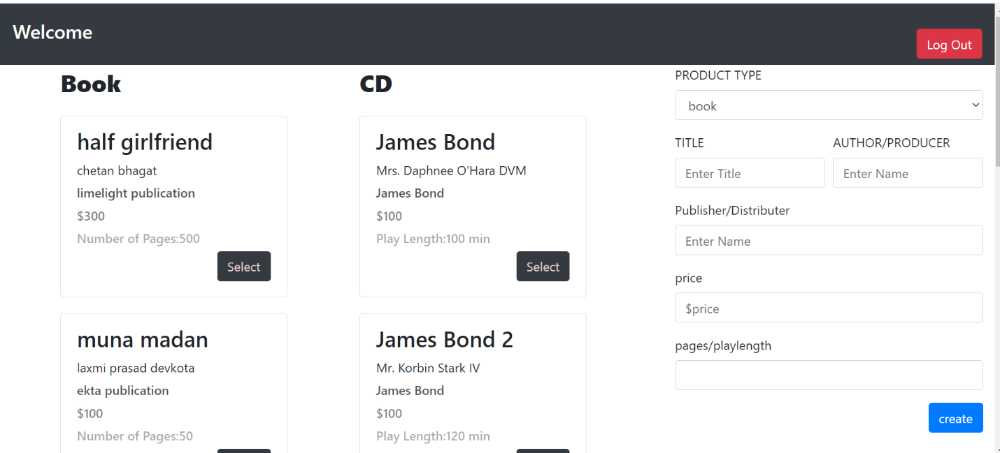 Welcome
Log Out
Book
half girlfriend
chetan bhagat
limelight publication
$300
Number of Pages:500
Select
muna madan
laxmi prasad devkota
ekta publication
$100
Number of Pages:50
CD
James Bond
Mrs. Daphnee O'Hara DVM
James Bond
$100
Play Length:100 min
Select
James Bond 2
Mr. Korbin Stark IV
James Bond
$100
Play Length:120 min
PRODUCT TYPE
book
TITLE AUTHOR/PRODUCER
Enter Title Enter Name
Publisher/Distributer
Enter Name
price
$price
pages/playlength
create